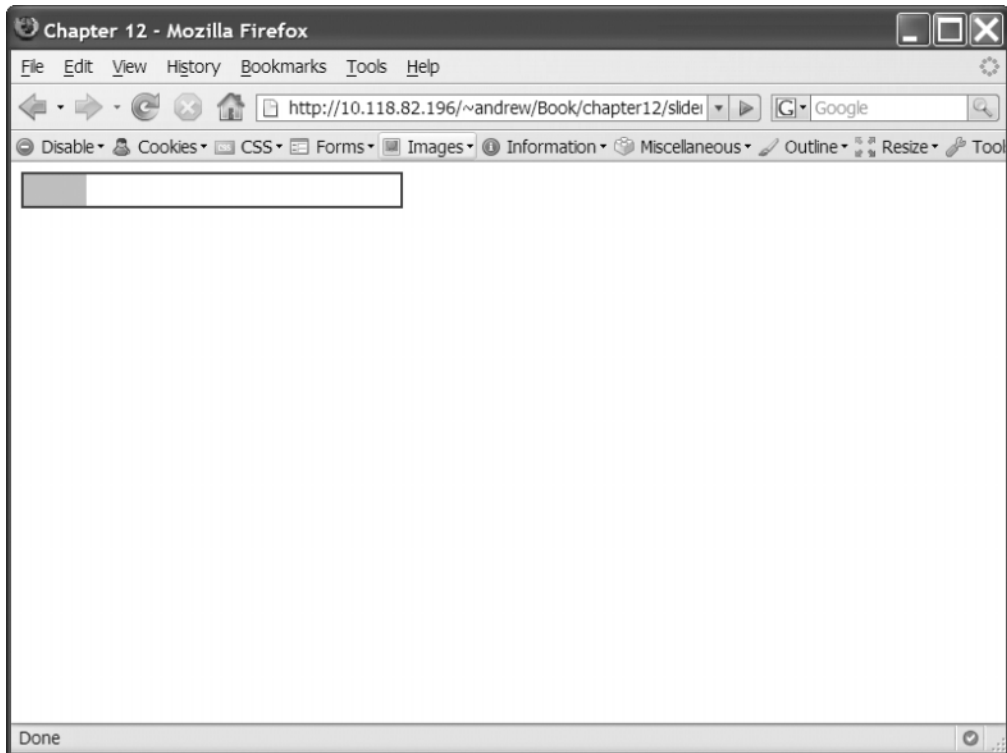 Chapter 12 - Mozilla Firefox
File Edit View History Bookmarks Tools Help
http://10.118.82.196/~andrew/Book/chapter12/slider G Google
Disable Cookies CSS Forms Images Information Miscellaneous Outline Resize Tool
Done